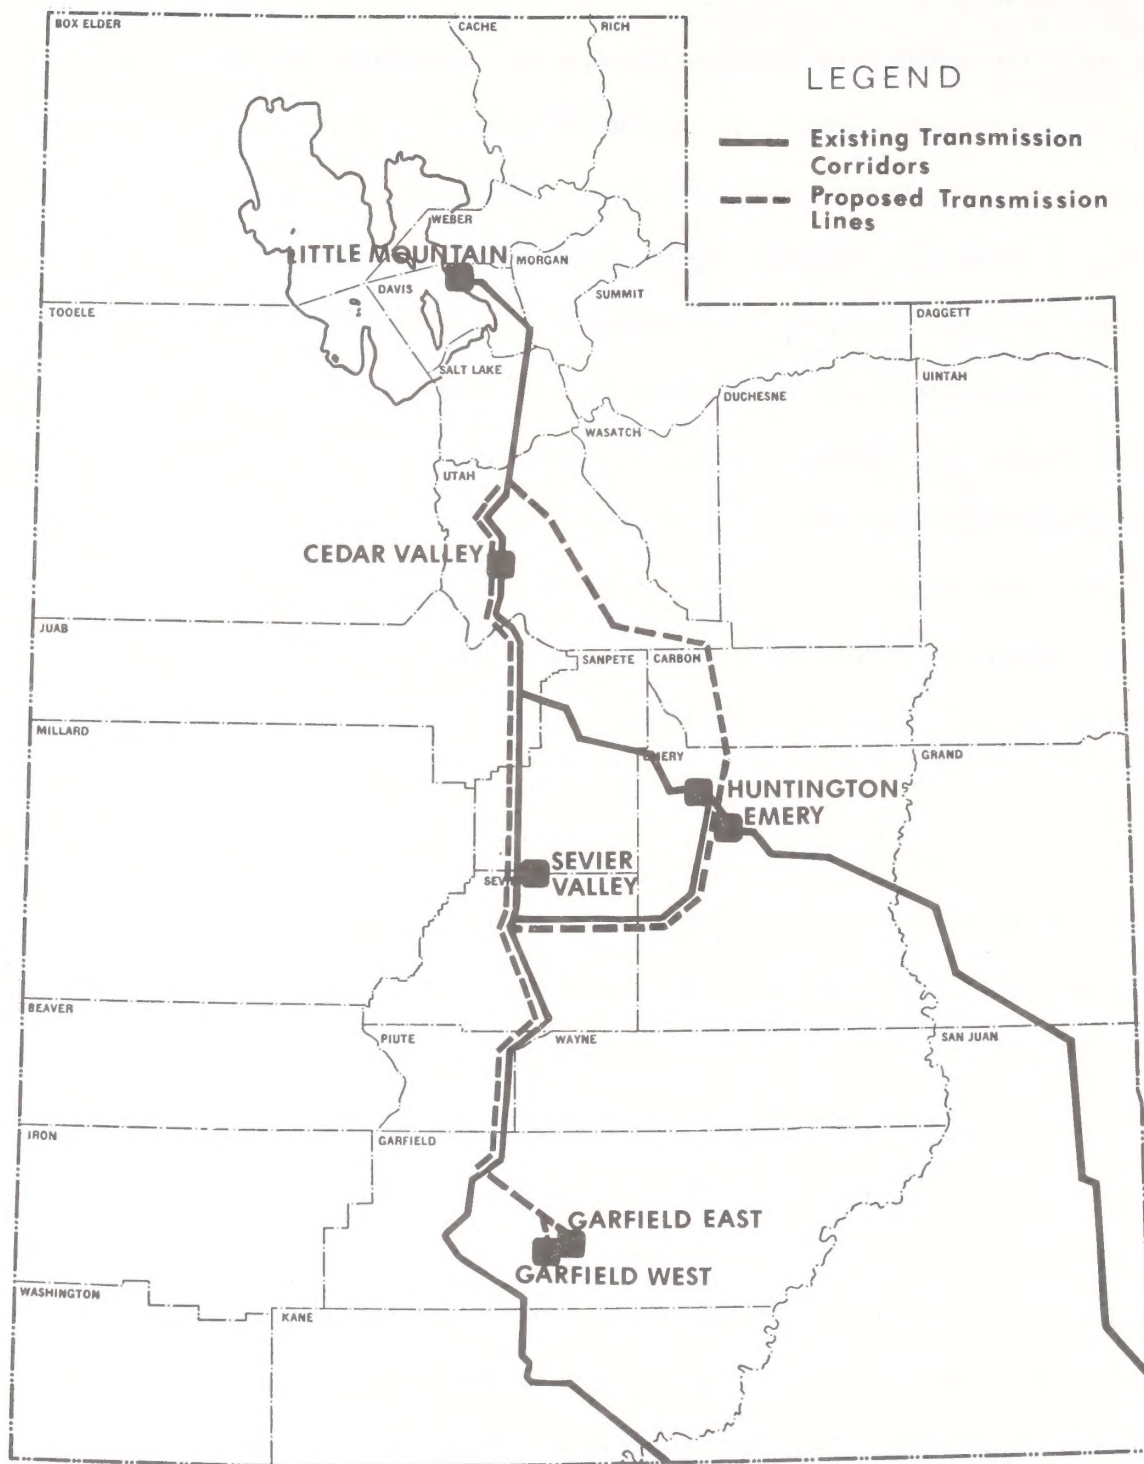 BOX ELDER
CACHE
RICH
LEGEND
Existing Transmission
Corridors
Proposed Transmission
Lines
WEBER
LITTLE MOUNTAIN
MORGAN
DAVIS
SUMMIT
TOOELE
DAGGETT
SALT LAKE
UINTAH
DUCHESNE
WASATCH
UTAH
CEDAR VALLEY
JUAB
SANPETE
CARBON
MILLARD
EMERY
GRAND
HUNTINGTON
EMERY
SEVIER
VALLEY
BEAVER
PIUTE
WAYNE
SAN JUAN
IRON
GARFIELD
GARFIELD EAST
GARFIELD WEST
WASHINGTON
KANE